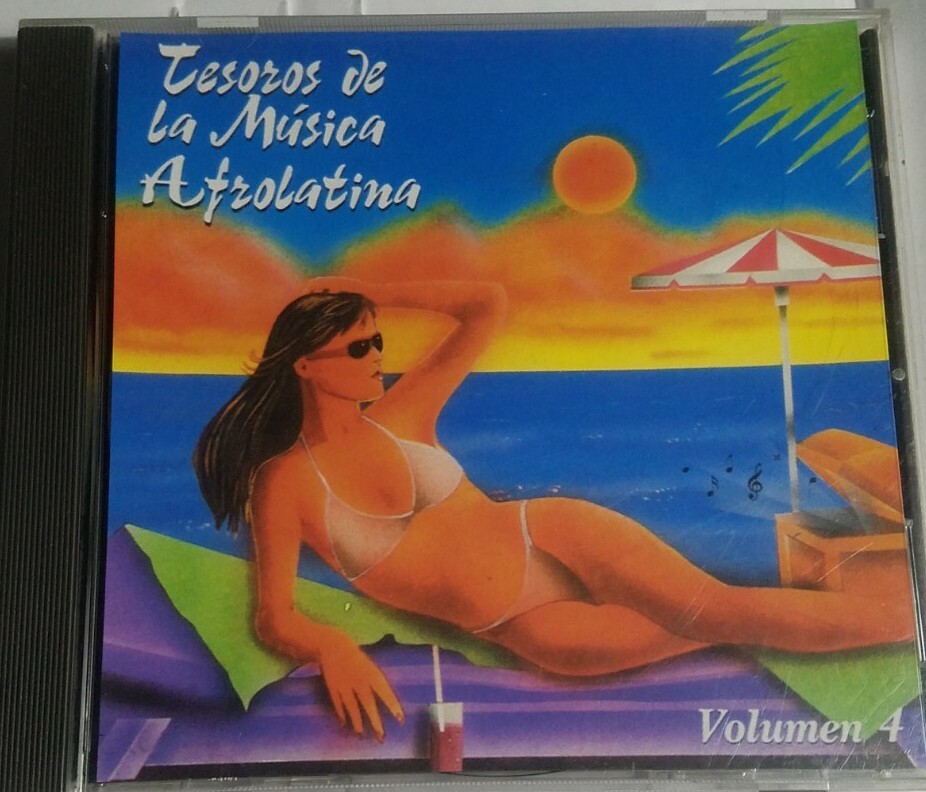 Tesoros de
la Música
Afrolatina
Volumen 4